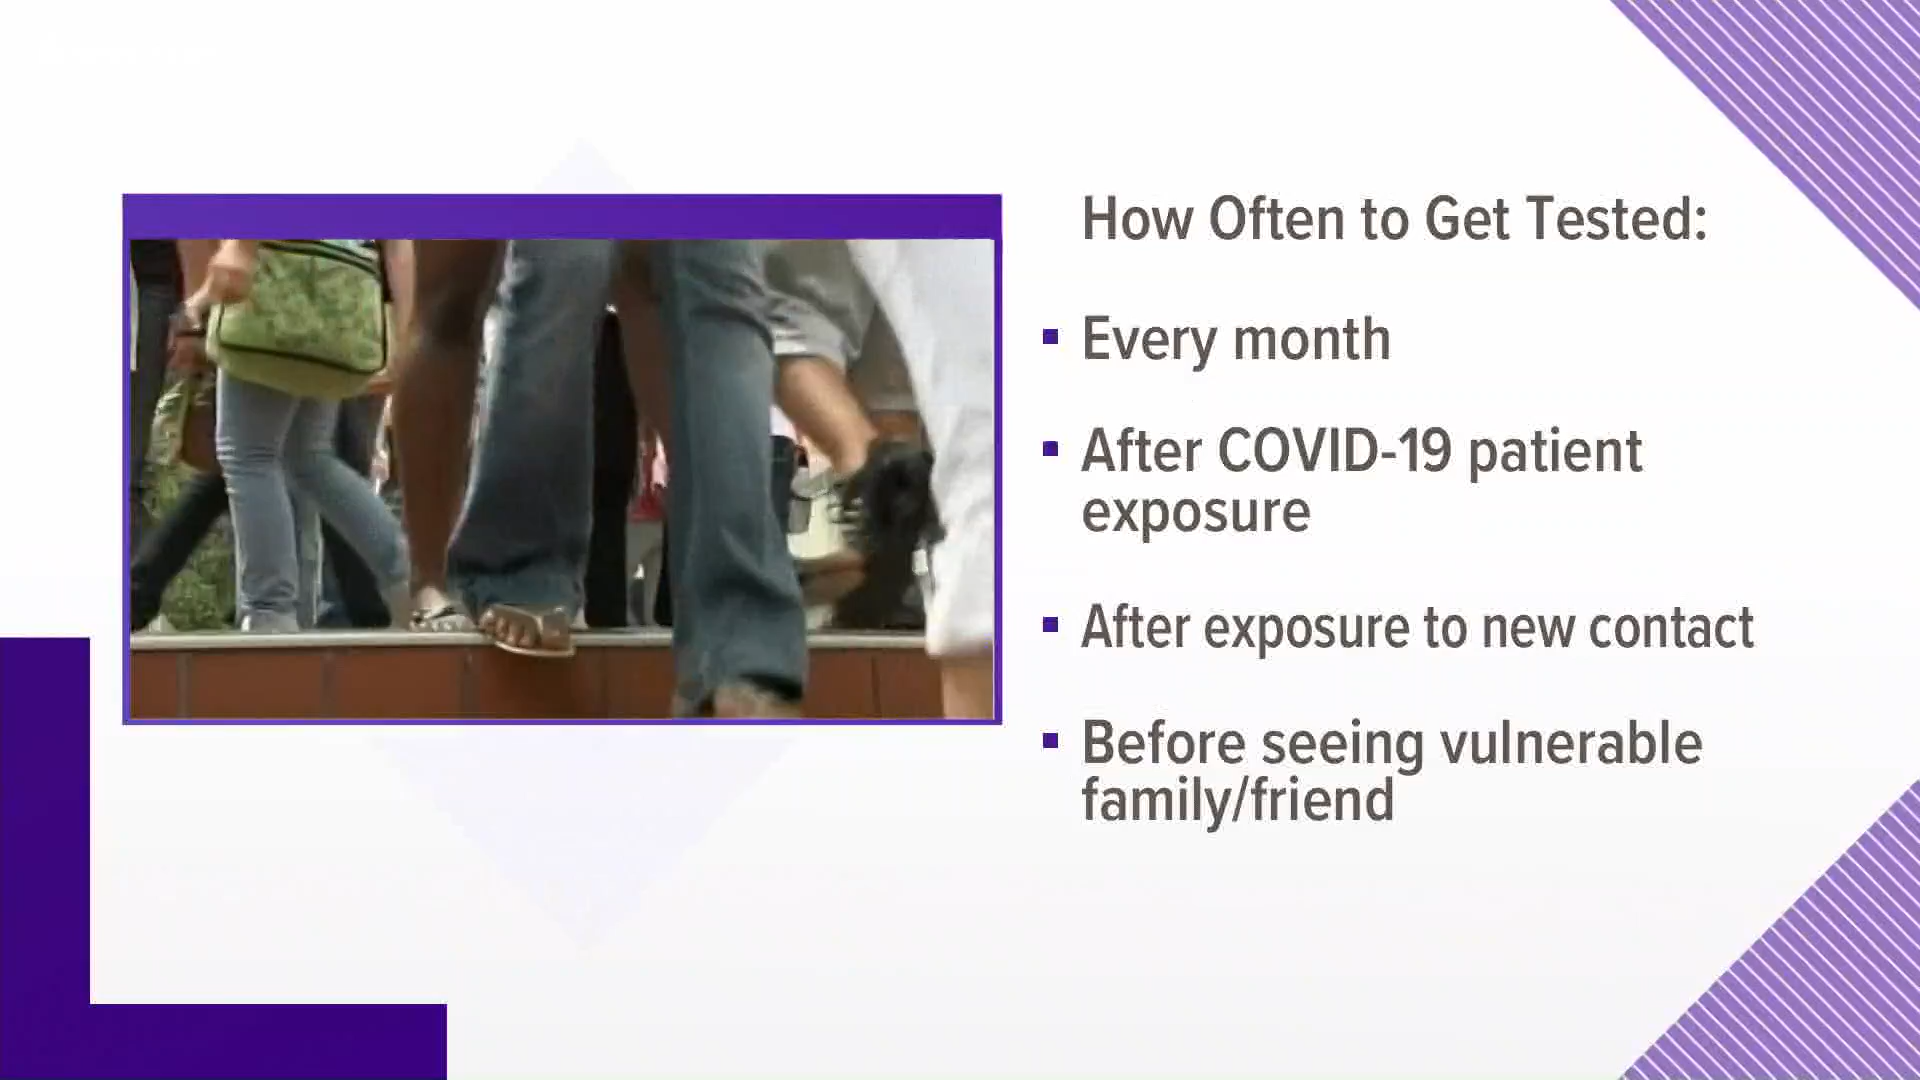 How Often to Get Tested:
Every month
After COVID-19 patient
exposure
After exposure to new contact
Before seeing vulnerable
family/friend